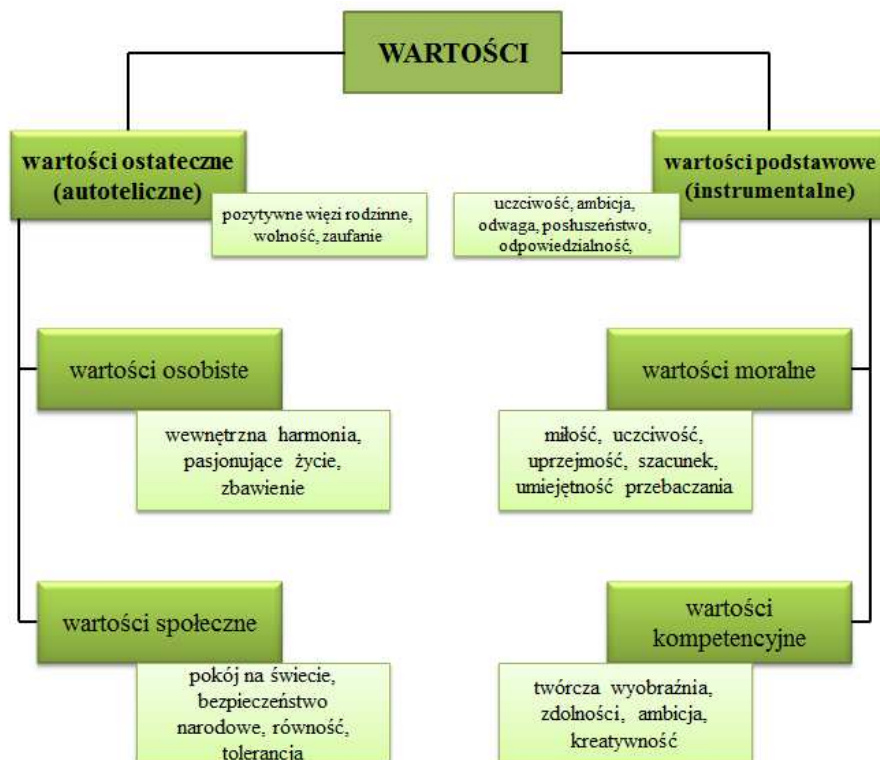 WARTOŚCI
wartości ostateczne
(autoteliczne)
pozytywne więzi rodzinne,
wolność, zaufanie
wartości podstawowe
(instrumentalne)
uczciwość, ambicja,
odwaga, posłuszeństwo,
odpowiedzialność,
wartości osobiste
wewnętrzna harmonia,
pasjonujące życie,
zbawienie
wartości moralne
miłość, uczciwość,
uprzejmość, szacunek,
umiejętność przebaczania
wartości społeczne
pokój na świecie,
bezpieczeństwo
narodowe, równość,
tolerancja
wartości
kompetencyjne
twórcza wyobraźnia,
zdolności, ambicja,
kreatywność